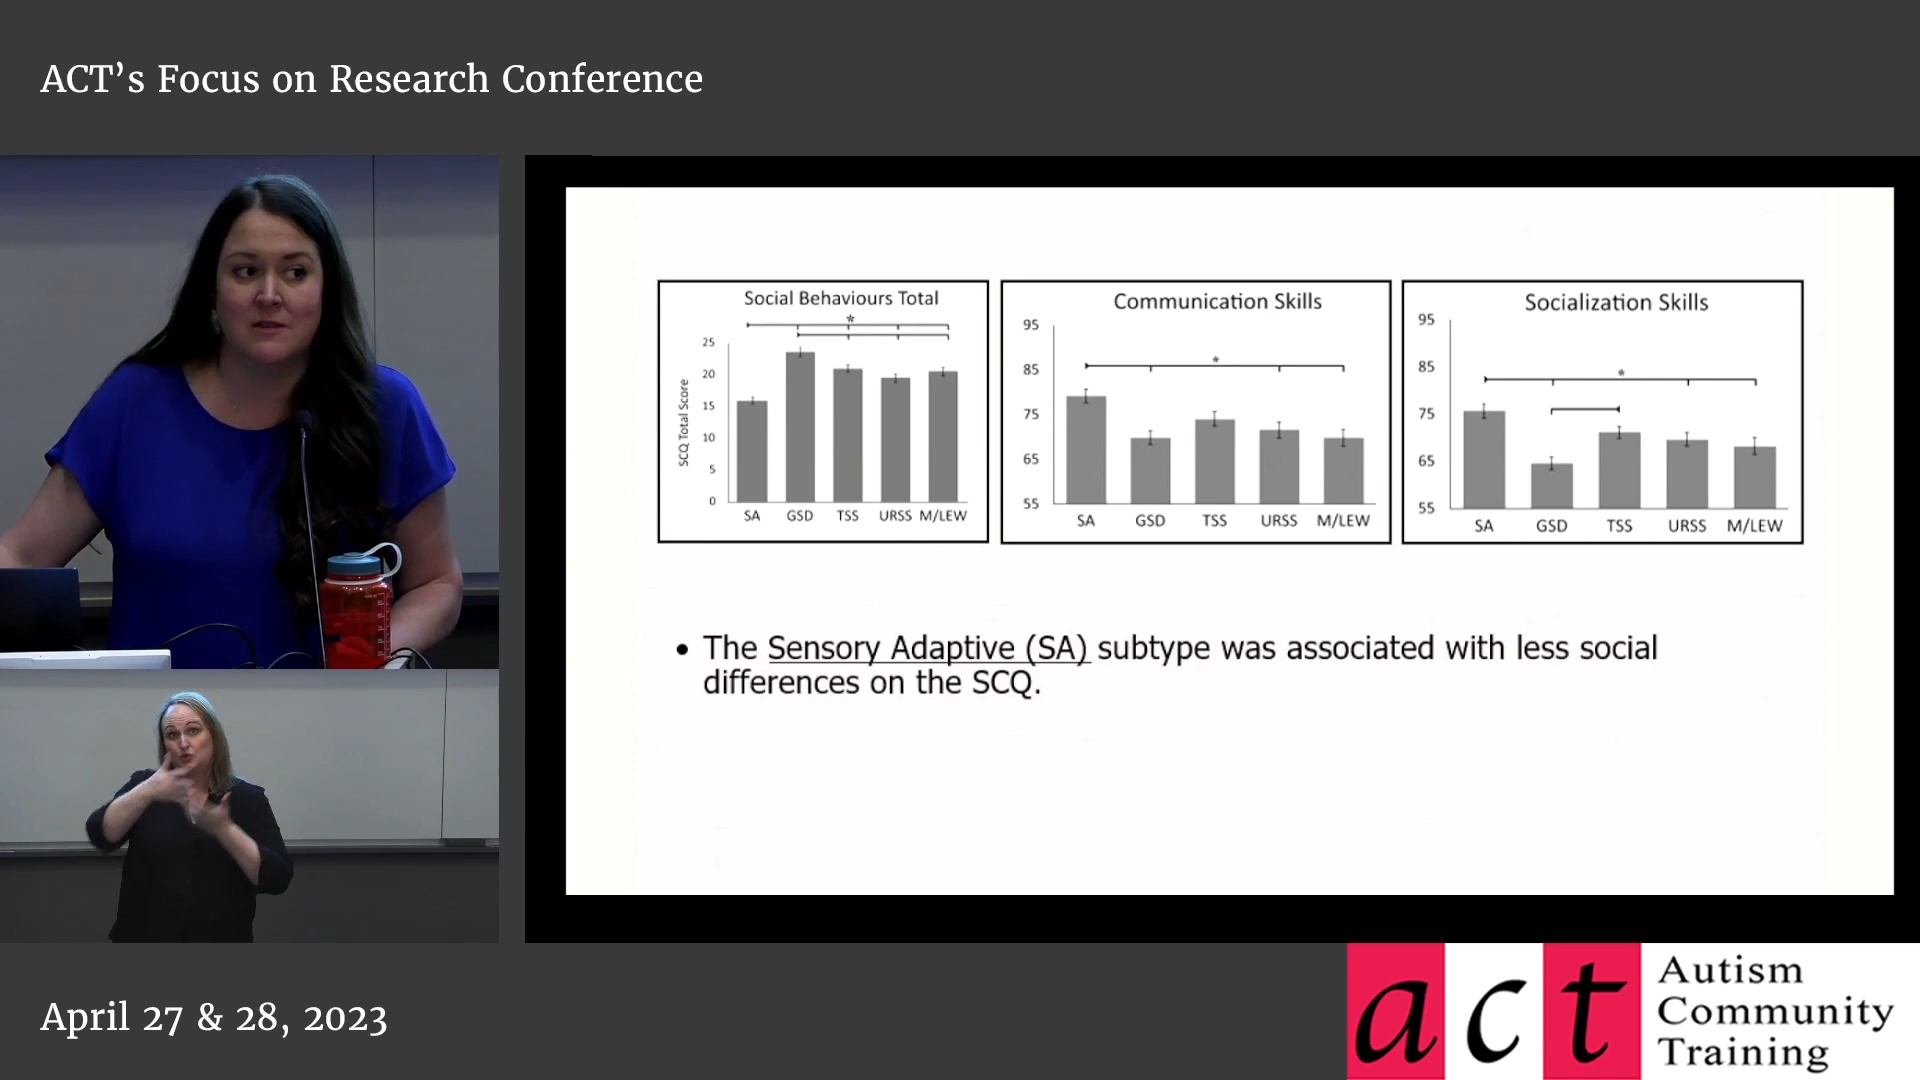 ACT’s Focus on Research Conference
Social Behaviours Total
*
SCQ Total Score
25
20
15
10
5
0
SA GSD TSS URSS M/LEW
Communication Skills
*
95
85
75
65
55
SA GSD TSS URSS M/LEW
Socialization Skills
*
95
85
75
65
55
SA GSD TSS URSS M/LEW
• The Sensory Adaptive (SA) subtype was associated with less social
differences on the SCQ.
April 27 & 28, 2023
act
Autism
Community
Training